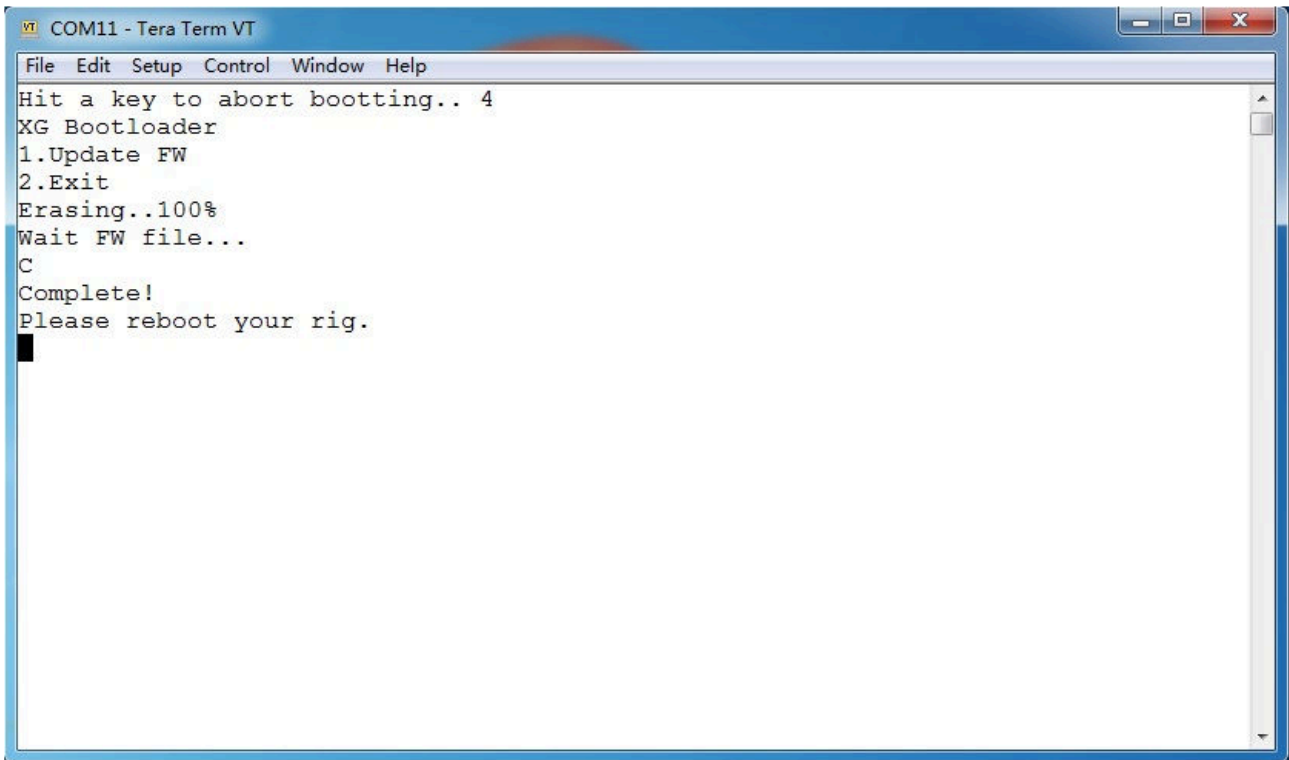 VT COM11 - Tera Term VT
File Edit Setup Control Window Help
Hit a key to abort bootting.. 4
XG Bootloader
1.Update FW
2.Exit
Erasing..100%
Wait FW file...
C
Complete!
Please reboot your rig.